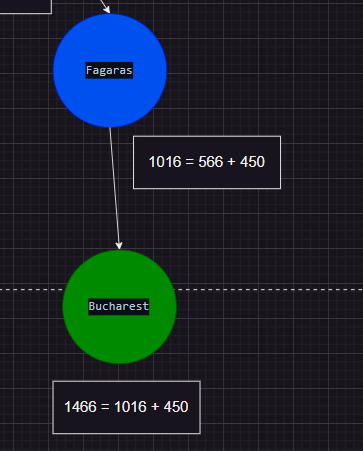 Fagaras
1016 = 566 + 450
Bucharest
1466 = 1016 + 450